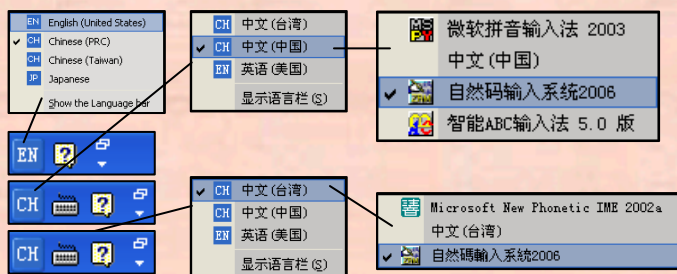 EN English (United States)
✓ CH Chinese (PRC)
CH Chinese (Taiwan)
JP Japanese
Show the Language bar
EN
CH
CH
CH 中文(台湾)
✓ CH 中文(中国)
EN 英语(美国)
显示语言栏(S)
微软拼音输入法 2003
中文(中国)
✓ 自然码输入系统2006
智能ABC输入法 5.0 版
✓ CH 中文(台湾)
CH 中文(中国)
EN 英语(美国)
显示语言栏(S)
Microsoft New Phonetic IME 2002a
中文(台湾)
✓ 自然碼輸入系統2006